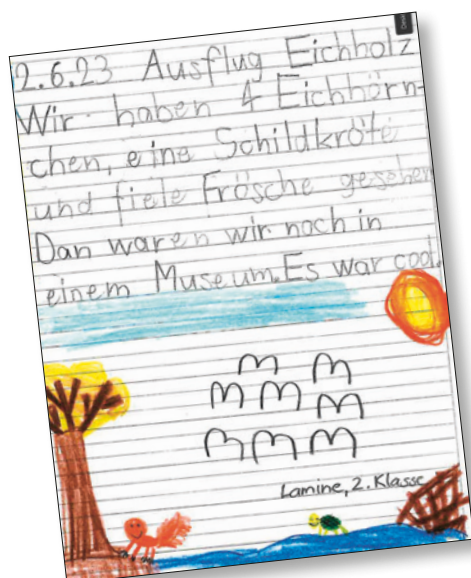 2.6.23 Ausflug Eichholz
Wir haben 4 Eichhörn-
chen, eine Schildkröte
und fiele Frösche gesehen
Dan waren wir noch in
einem Museum. Es war cool.
Lamine, 2. Klasse